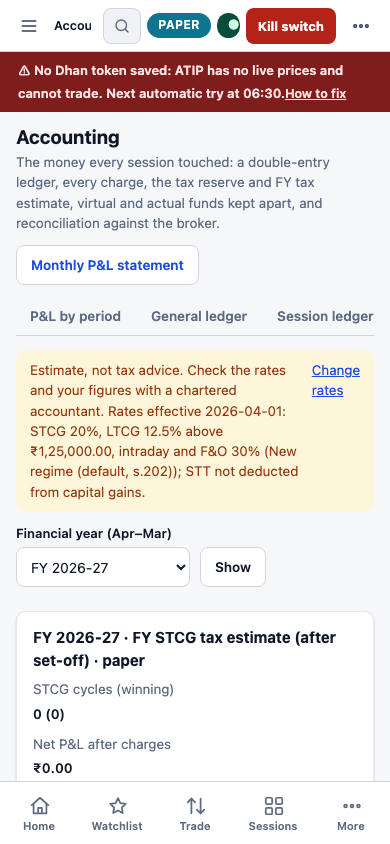 Accou
PAPER
Kill switch
⚠ No Dhan token saved: ATIP has no live prices and
cannot trade. Next automatic try at 06:30.How to fix
Accounting
The money every session touched: a double-entry
ledger, every charge, the tax reserve and FY tax
estimate, virtual and actual funds kept apart, and
reconciliation against the broker.
Monthly P&L statement
P&L by period General ledger Session ledger
Estimate, not tax advice. Check the rates
and your figures with a chartered
accountant. Rates effective 2026-04-01:
STCG 20%, LTCG 12.5% above
₹1,25,000.00, intraday and F&O 30% (New
regime (default, s.202)); STT not deducted
from capital gains.
Change
rates
Financial year (Apr–Mar)
FY 2026-27
Show
FY 2026-27 · FY STCG tax estimate (after
set-off) · paper
STCG cycles (winning)
0 (0)
Net P&L after charges
₹0.00
Home Watchlist Trade Sessions More